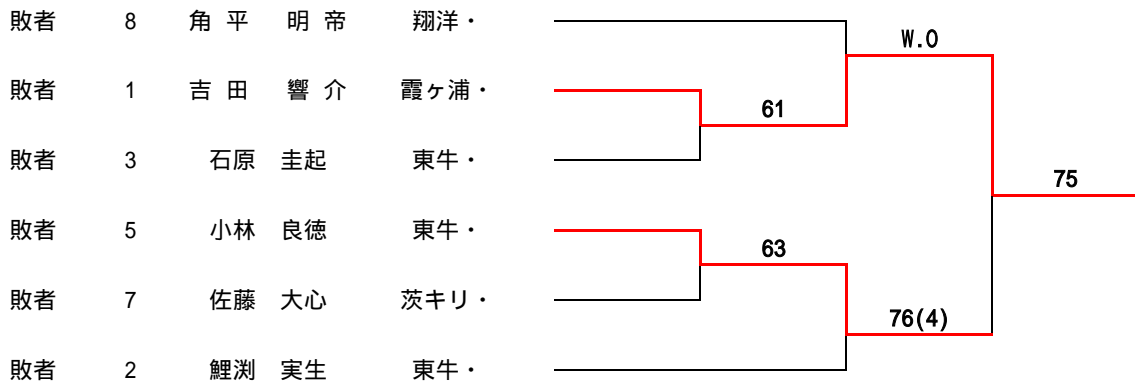 敗者 8 角 平 明 帝 翔洋・
W.O
敗者 1 吉 田 響 介 霞ヶ浦・
61
敗者 3 石原 圭起 東牛・
75
敗者 5 小林 良徳 東牛・
63
敗者 7 佐藤 大心 茨キリ・
76(4)
敗者 2 鯉渕 実生 東牛・